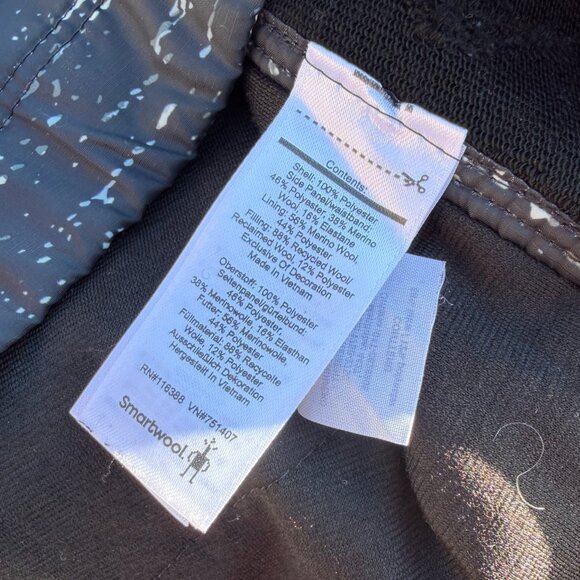 Contents:
Shell: 100% Polyester
Side Panel/waistband:
46% Polyester, 38% Merino
Wool, 16% Elastane
Lining: 56% Merino Wool,
44% Polyester
Filling: 88% Recycled Wool/
Reclaimed Wool, 12% Polyester
Exclusive Of Decoration
Made In Vietnam
Oberstoff: 100% Polyester
Seitenpanel/Gürtelbund:
38% Merinowolle, 16% Elasthan
46% Polyester
Futter: 56% Merinowolle,
44% Polyester
Füllmaterial: 88% Recycelte
Wolle, 12% Polyester
Ausschließlich Dekoration
Hergestellt In Vietnam
RN#116388 VN#751407
Smartwool